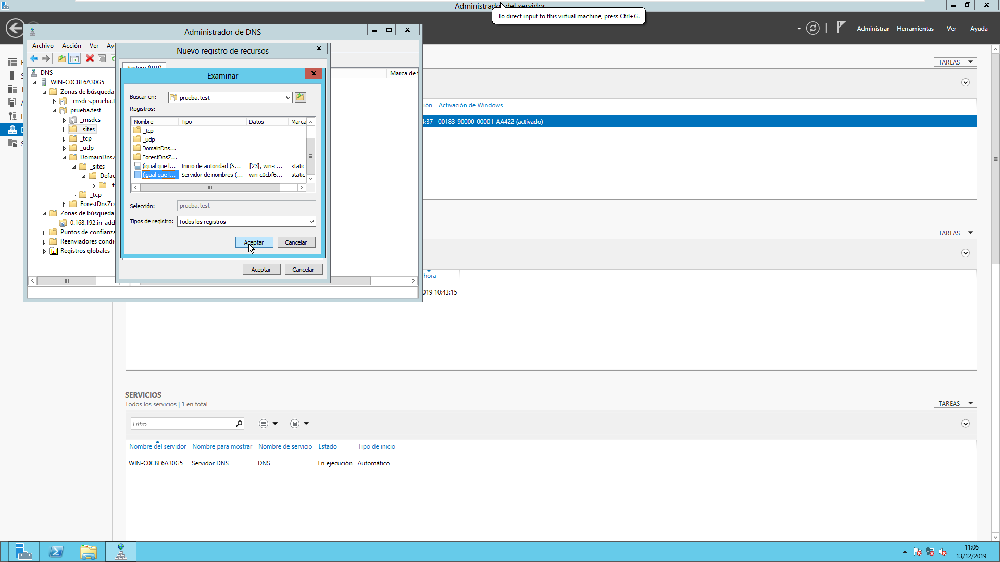 Administrador del servidor
To direct input to this virtual machine, press Ctrl+G.
Administrar Herramientas Ver Ayuda
Administrador de DNS
Archivo Acción Ver Ayu
Nuevo registro de recursos
Puntero (PTR)
Examinar
Buscar en: prueba.test
Registros:
Nombre Tipo Datos Marca
_tcp
_udp
DomainDns...
ForestDnsZ...
(igual que l... Inicio de autoridad (S... [23], win-c... static
(igual que l... Servidor de nombres (... win-c0cbf6... static
Selección: prueba.test
Tipos de registro: Todos los registros
Aceptar Cancelar
Aceptar Cancelar
DNS
WIN-C0CBF6A30G5
Zonas de búsqueda
_msdcs.prueba.t
prueba.test
_msdcs
_sites
_tcp
_udp
DomainDnsZ
_sites
Defau
_t
_tcp
ForestDnsZo
Zonas de búsqueda
0.168.192.in-add
Puntos de confianza
Reenviadores condi
Registros globales
Marca de
TAREAS
ión Activación de Windows
4:37 00183-90000-00001-AA422 (activado)
TAREAS
hora
019 10:43:15
SERVICIOS
Todos los servicios | 1 en total
TAREAS
Filtro
Nombre del servidor Nombre para mostrar Nombre de servicio Estado Tipo de inicio
WIN-C0CBF6A30G5 Servidor DNS DNS En ejecución Automático
11:05
13/12/2019